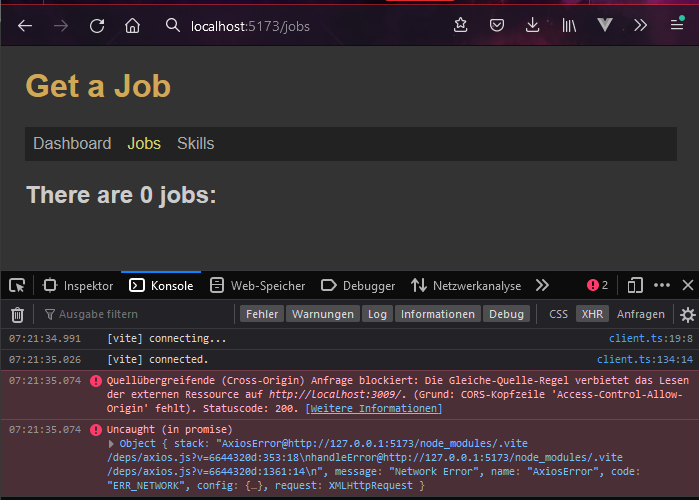 localhost:5173/jobs
Get a Job
Dashboard Jobs Skills
There are 0 jobs:
Inspektor Konsole Web-Speicher Debugger Netzwerkanalyse 2
Ausgabe filtern Fehler Warnungen Log Informationen Debug CSS XHR Anfragen
07:21:34.991 [vite] connecting... client.ts:19:8
07:21:35.026 [vite] connected. client.ts:134:14
07:21:35.074 Quellübergreifende (Cross-Origin) Anfrage blockiert: Die Gleiche-Quelle-Regel verbietet das Lesen
der externen Ressource auf http://localhost:3009/. (Grund: CORS-Kopfzeile 'Access-Control-Allow-
Origin' fehlt). Statuscode: 200. [Weitere Informationen]
07:21:35.074 Uncaught (in promise)
Object { stack: "AxiosError@http://127.0.0.1:5173/node_modules/.vite
/deps/axios.js?v=6644320d:353:18\nhandleError@http://127.0.0.1:5173/node_modules/.vite
/deps/axios.js?v=6644320d:1361:14\n", message: "Network Error", name: "AxiosError", code:
"ERR_NETWORK", config: {…}, request: XMLHttpRequest }